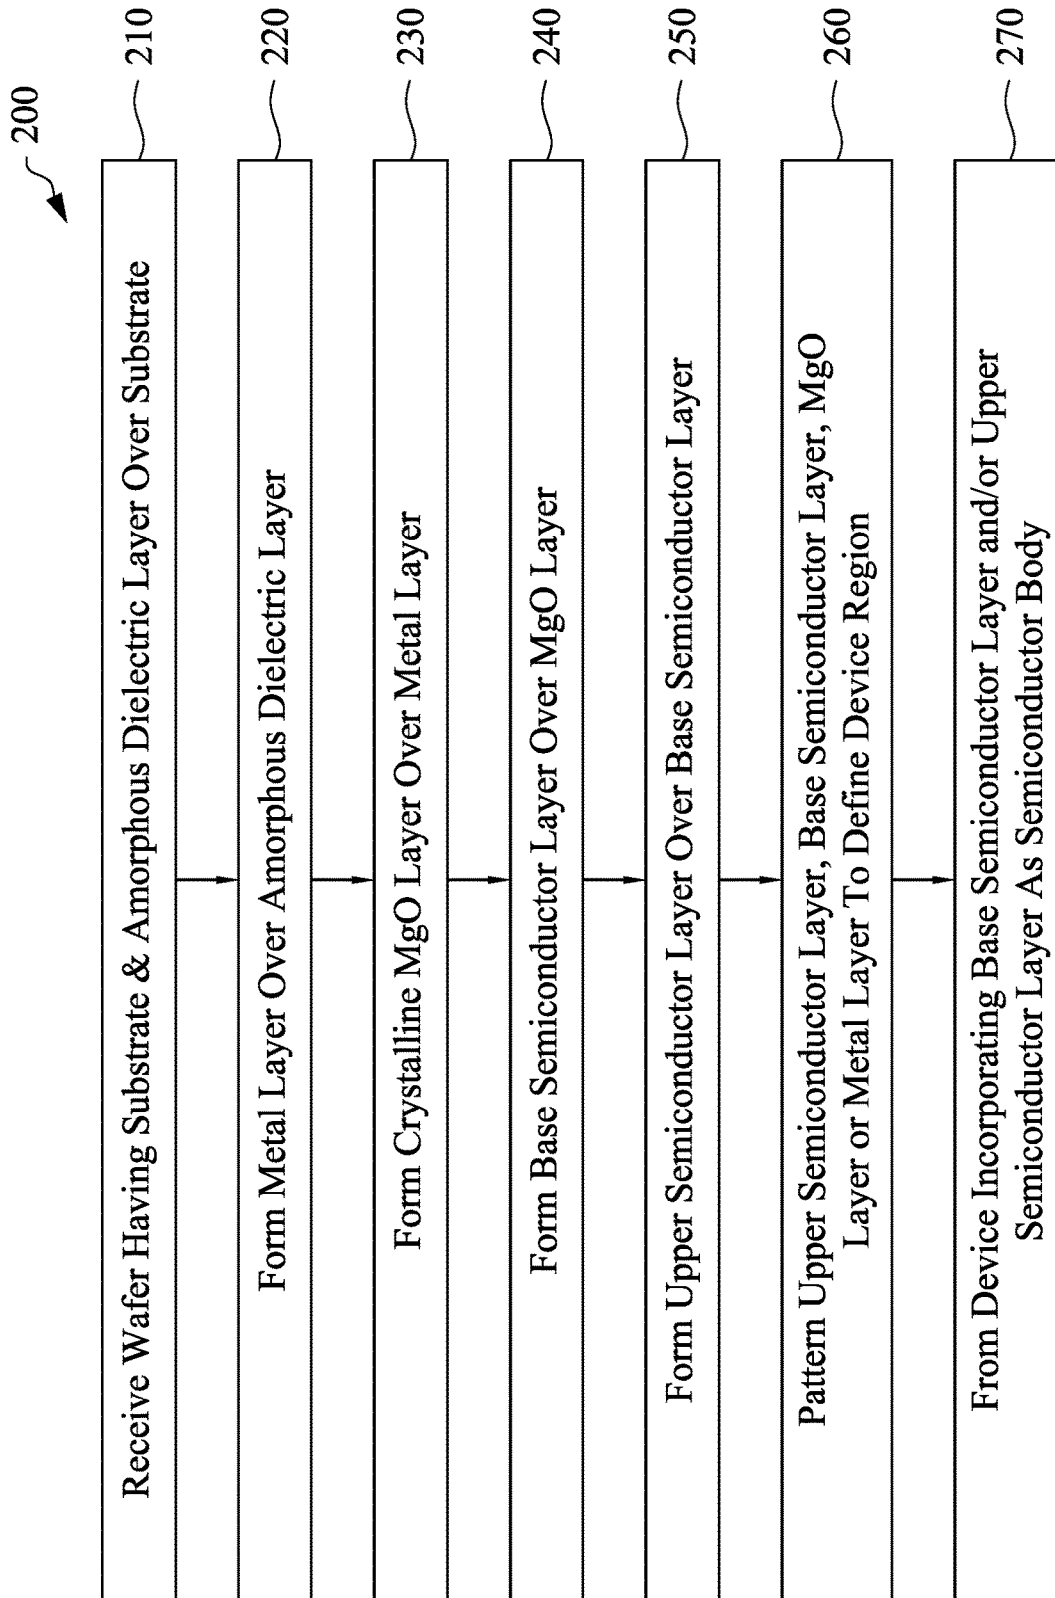 200
Receive Wafer Having Substrate & Amorphous Dielectric Layer Over Substrate
210
Form Metal Layer Over Amorphous Dielectric Layer
220
Form Crystalline MgO Layer Over Metal Layer
230
Form Base Semiconductor Layer Over MgO Layer
240
Form Upper Semiconductor Layer Over Base Semiconductor Layer
250
Pattern Upper Semiconductor Layer, Base Semiconductor Layer, MgO
Layer or Metal Layer To Define Device Region
260
From Device Incorporating Base Semiconductor Layer and/or Upper
Semiconductor Layer As Semiconductor Body
270